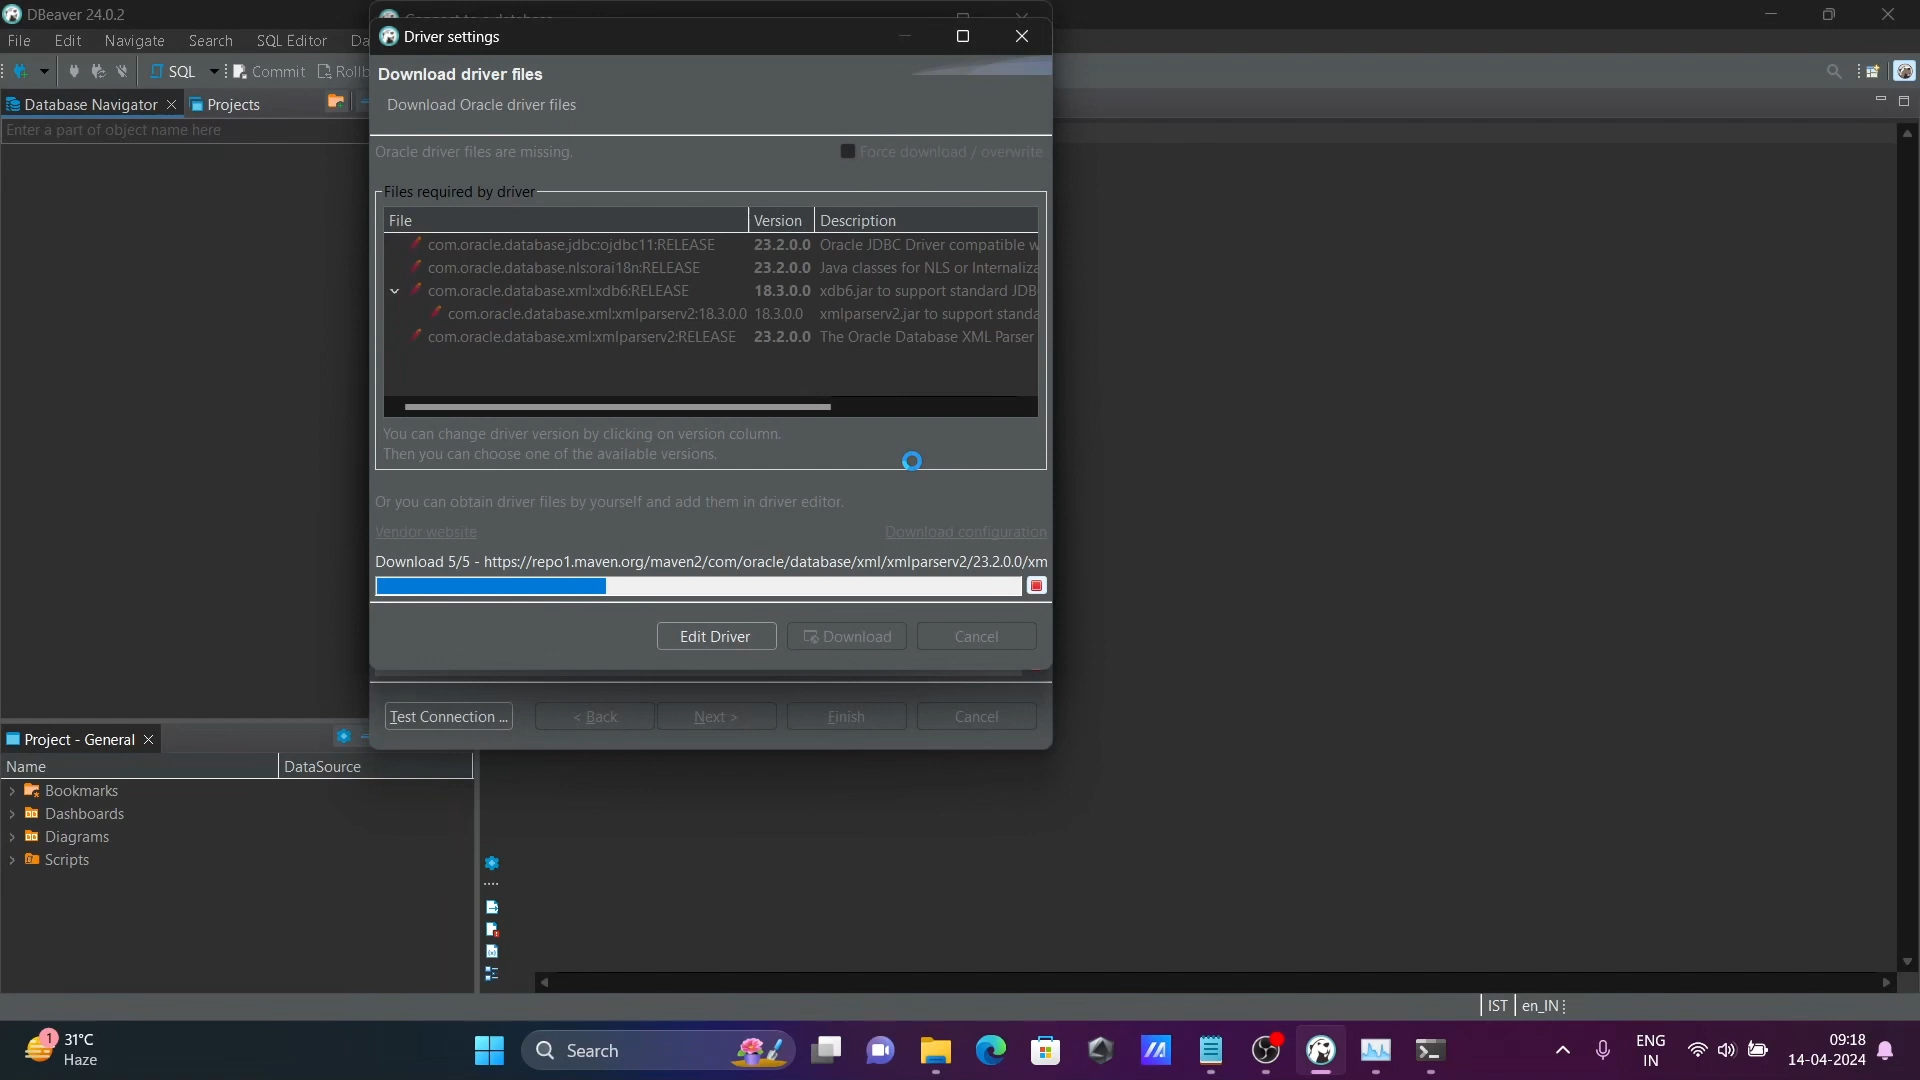 DBeaver 24.0.2
File Edit Navigate Search SQL Editor Da
SQL Commit Rollb
Database Navigator Projects
Enter a part of object name here
Driver settings
Download driver files
Download Oracle driver files
Oracle driver files are missing. Force download / overwrite
Files required by driver
File Version Description
com.oracle.database.jdbc:ojdbc11:RELEASE 23.2.0.0 Oracle JDBC Driver compatible w
com.oracle.database.nls:orai18n:RELEASE 23.2.0.0 Java classes for NLS or Internaliza
com.oracle.database.xml:xdb6:RELEASE 18.3.0.0 xdb6.jar to support standard JDB
com.oracle.database.xml:xmlparserv2:18.3.0.0 18.3.0.0 xmlparserv2.jar to support standa
com.oracle.database.xml:xmlparserv2:RELEASE 23.2.0.0 The Oracle Database XML Parser
You can change driver version by clicking on version column.
Then you can choose one of the available versions.
Or you can obtain driver files by yourself and add them in driver editor.
Vendor website Download configuration
Download 5/5 - https://repo1.maven.org/maven2/com/oracle/database/xml/xmlparserv2/23.2.0.0/xm
Edit Driver Download Cancel
Test Connection ... < Back Next > Finish Cancel
Project - General
Name DataSource
Bookmarks
Dashboards
Diagrams
Scripts
IST en_IN
1 31°C
Haze
Search
ENG
IN
09:18
14-04-2024